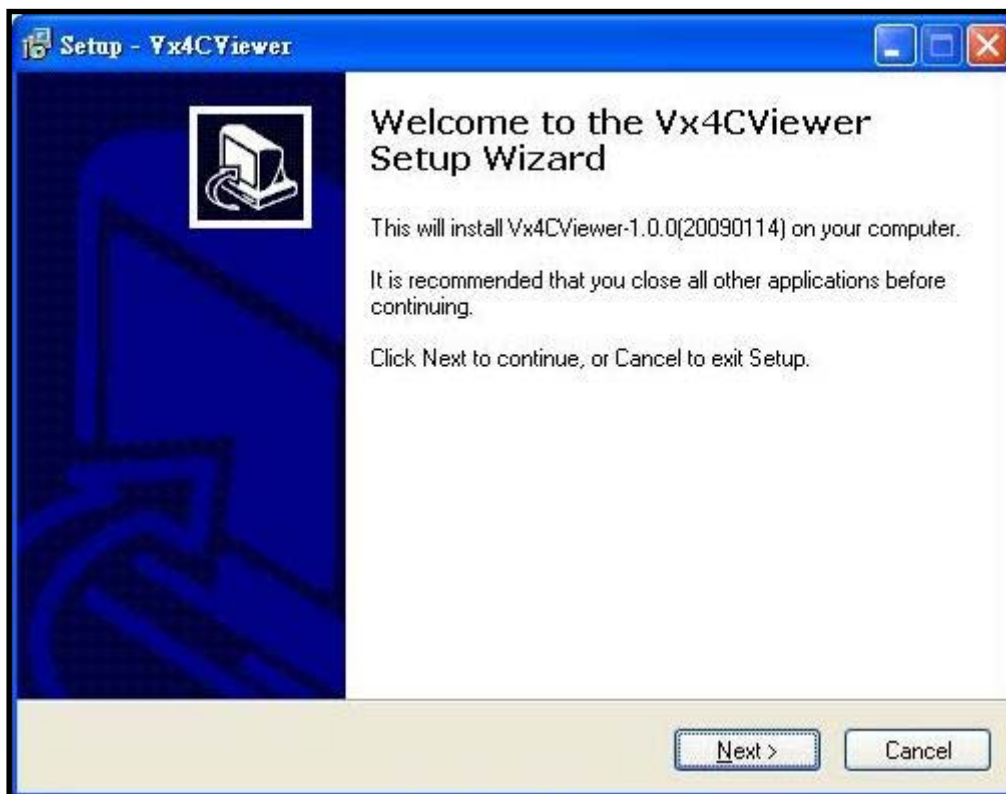 Setup - Vx4CViewer
Welcome to the Vx4CViewer
Setup Wizard
This will install Vx4CViewer-1.0.0(20090114) on your computer.
It is recommended that you close all other applications before
continuing.
Click Next to continue, or Cancel to exit Setup.
Next >
Cancel